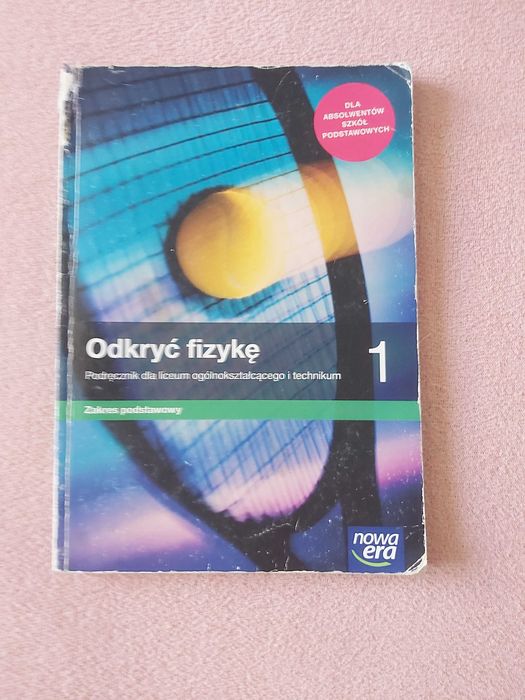 DLA
ABSOLWENTÓW
SZKÓŁ
PODSTAWOWYCH
Odkryć fizykę
Podręcznik dla liceum ogólnokształcącego i technikum
1
Zakres podstawowy
nowa
era